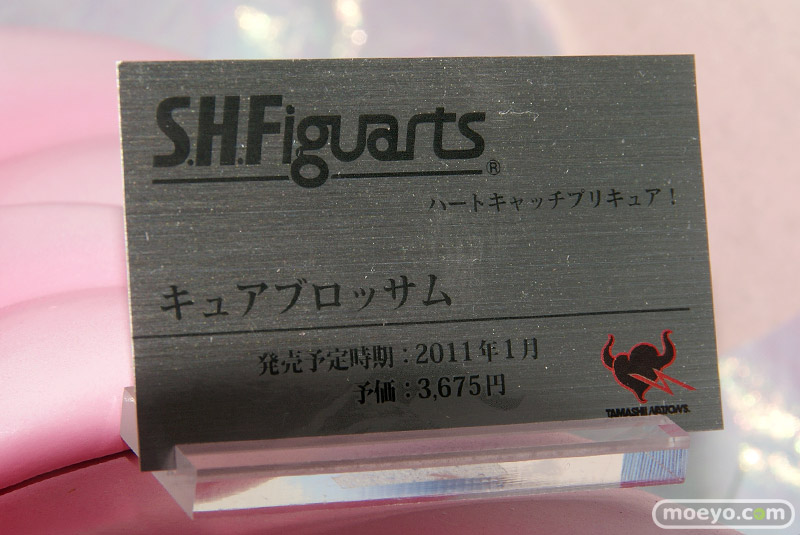 S.H.Figuarts®
ハートキャッチプリキュア！
キュアブロッサム
発売予定時期：2011年1月
予価：3,675円
TAMASHII NATIONS.
moeyo.com